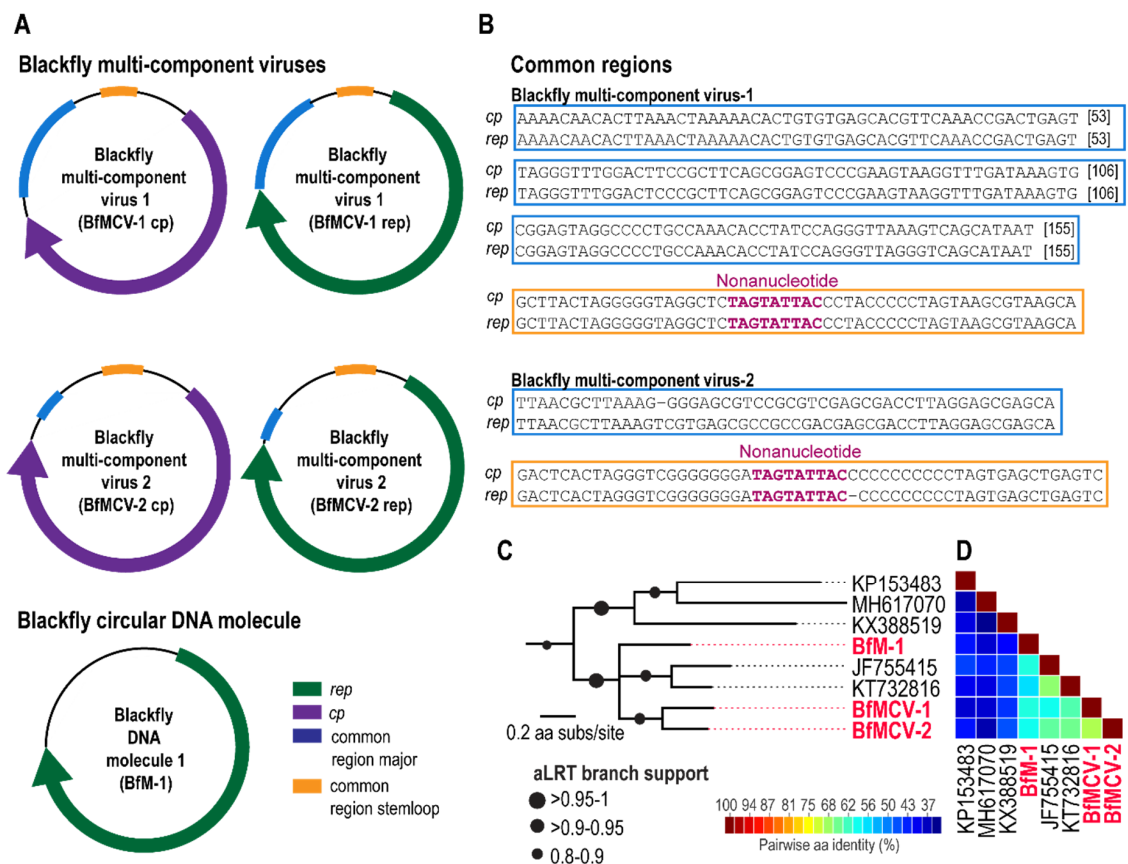 A
Blackfly multi-component viruses
Blackfly
multi-component
virus 1
(BfMCV-1 cp)
Blackfly
multi-component
virus 1
(BfMCV-1 rep)
Blackfly
multi-component
virus 2
(BfMCV-2 cp)
Blackfly
multi-component
virus 2
(BfMCV-2 rep)
Blackfly circular DNA molecule
Blackfly
DNA
molecule 1
(BfM-1)
rep
cp
common
region major
common
region stemloop
B
Common regions
Blackfly multi-component virus-1
cp AAAACAACACTTAAACTAAAAACACTGTGTGAGCACGTTCAAACCGACTGAGT [53]
rep AAAACAACACTTAAACTAAAAACACTGTGTGAGCACGTTCAAACCGACTGAGT [53]
cp TAGGGTTTGGACTTCCGCTTCAGCGGAGTCCCGAAGTAAGGTTTGATAAAGTG [106]
rep TAGGGTTTGGACTCCCGCTTCAGCGGAGTCCCGAAGTAAGGTTTGATAAAGTG [106]
cp CGGAGTAGGCCCCTGCCAAACACCTATCCAGGGTTAAAGTCAGCATAAT [155]
rep CGGAGTAGGCCCCTGCCAAACACCTATCCAGGGTTAGGGTCAGCATAAT [155]
Nonanucleotide
cp GCTTACTAGGGGGTAGGCTCTAGTATTACCCTACCCCCTAGTAAGCGTAAGCA
rep GCTTACTAGGGGGTAGGCTCTAGTATTACCCTACCCCCTAGTAAGCGTAAGCA
Blackfly multi-component virus-2
cp TTAACGCTTAAAG-GGGAGCGTCCGCGTCGAGCGACCTTAGGAGCGAGCA
rep TTAACGCTTAAAGTCGTGAGCGCCGCCGACGAGCGACCTTAGGAGCGAGCA
Nonanucleotide
cp GACTCACTAGGGTCGGGGGGGATAGTATTACCCCCCCCCCCTAGTGAGCTGAGTC
rep GACTCACTAGGGTCGGGGGGGATAGTATTAC-CCCCCCCCCCTAGTGAGCTGAGTC
C
KP153483
MH617070
KX388519
BfM-1
JF755415
KT732816
BfMCV-1
BfMCV-2
0.2 aa subs/site
aLRT branch support
>0.95-1
>0.9-0.95
0.8-0.9
D
KP153483
MH617070
KX388519
BfM-1
JF755415
KT732816
BfMCV-1
BfMCV-2
100 94 87 81 75 68 62 56 50 43 37
Pairwise aa identity (%)